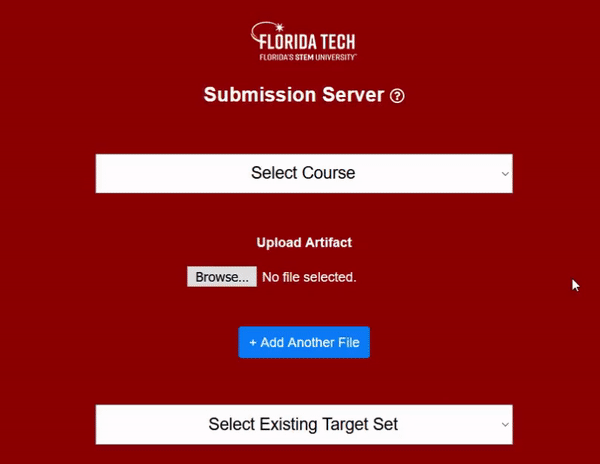 FLORIDA TECH
FLORIDA'S STEM UNIVERSITY™
Submission Server ?
Select Course
Upload Artifact
Browse... No file selected.
+ Add Another File
Select Existing Target Set